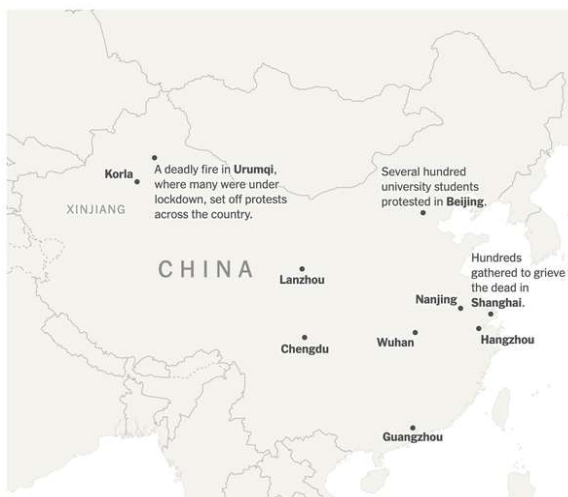 Korla
A deadly fire in Urumqi,
where many were under
lockdown, set off protests
across the country.
XINJIANG
Several hundred
university students
protested in Beijing.
CHINA
Lanzhou
Hundreds
gathered to grieve
the dead in
Shanghai.
Nanjing
Chengdu
Wuhan
Hangzhou
Guangzhou